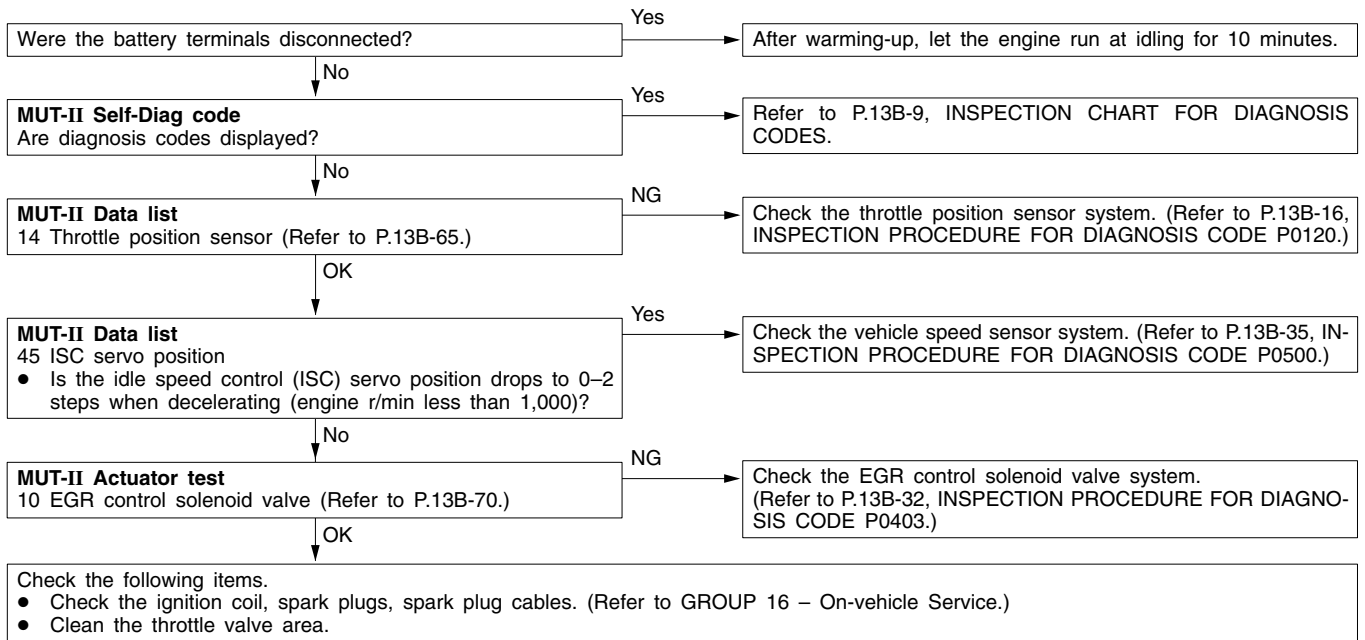 Were the battery terminals disconnected?
Yes
After warming-up, let the engine run at idling for 10 minutes.
No
MUT-II Self-Diag code
Are diagnosis codes displayed?
Yes
Refer to P.13B-9, INSPECTION CHART FOR DIAGNOSIS
CODES.
No
MUT-II Data list
14 Throttle position sensor (Refer to P.13B-65.)
NG
Check the throttle position sensor system. (Refer to P.13B-16,
INSPECTION PROCEDURE FOR DIAGNOSIS CODE P0120.)
OK
MUT-II Data list
45 ISC servo position
● Is the idle speed control (ISC) servo position drops to 0–2
steps when decelerating (engine r/min less than 1,000)?
Yes
Check the vehicle speed sensor system. (Refer to P.13B-35, IN-
SPECTION PROCEDURE FOR DIAGNOSIS CODE P0500.)
No
MUT-II Actuator test
10 EGR control solenoid valve (Refer to P.13B-70.)
NG
Check the EGR control solenoid valve system.
(Refer to P.13B-32, INSPECTION PROCEDURE FOR DIAGNO-
SIS CODE P0403.)
OK
Check the following items.
● Check the ignition coil, spark plugs, spark plug cables. (Refer to GROUP 16 – On-vehicle Service.)
● Clean the throttle valve area.